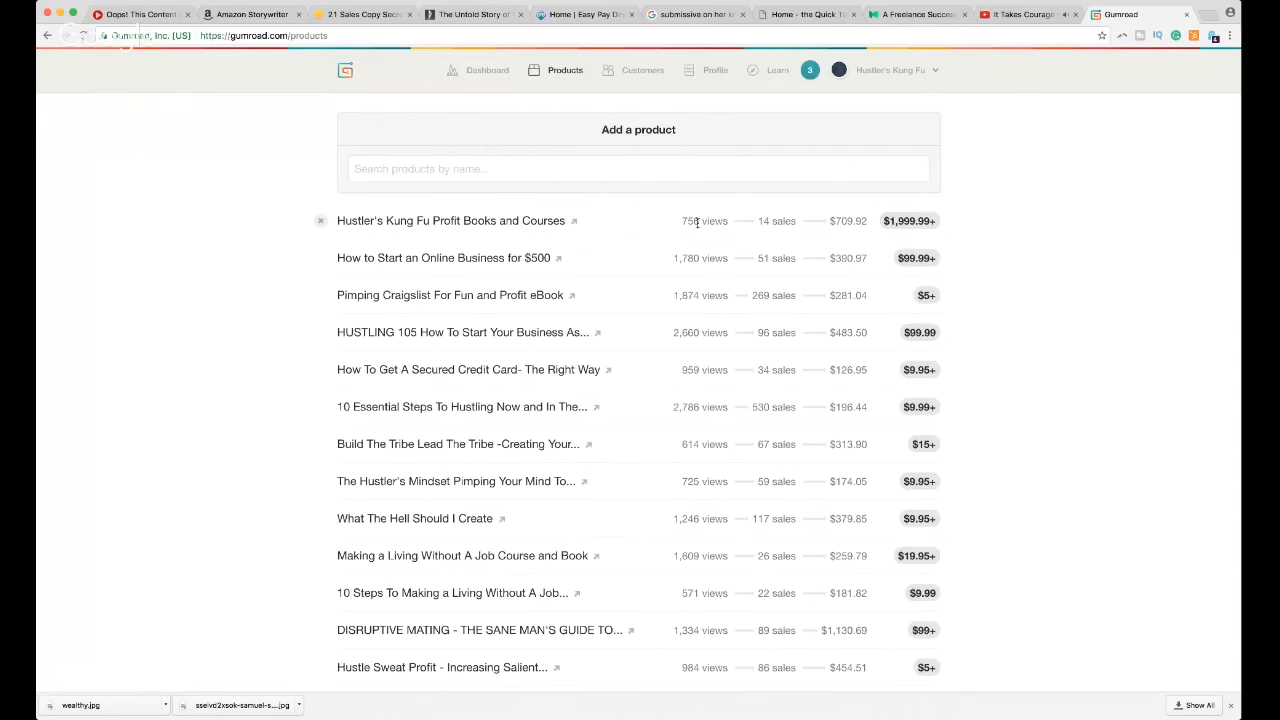 Oops! This Conten
Amazon Storywrite
21 Sales Copy Secre
The Untold Story of
Home | Easy Pay Dire
submissive on her kn
Home - the Quick Ta
A Freelance Success
It Takes Courage
Gumroad
Gumroad, Inc. [US] https://gumroad.com/products
Dashboard Products Customers Profile Learn 3 Hustler's Kung Fu
Add a product
Search products by name...
Hustler's Kung Fu Profit Books and Courses views 14 sales $709.92 $1,999.99+
How to Start an Online Business for $500 1,780 views 51 sales $390.97 $99.99+
Pimping Craigslist For Fun and Profit eBook 1,874 views 269 sales $281.04 $5+
HUSTLING 105 How To Start Your Business As... 2,660 views 96 sales $483.50 $99.99
How To Get A Secured Credit Card- The Right Way 959 views 34 sales $126.95 $9.95+
10 Essential Steps To Hustling Now and In The... 2,786 views 530 sales $196.44 $9.99+
Build The Tribe Lead The Tribe -Creating Your... 614 views 67 sales $313.90 $15+
The Hustler's Mindset Pimping Your Mind To... 725 views 59 sales $174.05 $9.95+
What The Hell Should I Create 1,246 views 117 sales $379.85 $9.95+
Making a Living Without A Job Course and Book 1,609 views 26 sales $259.79 $19.95+
10 Steps To Making a Living Without A Job... 571 views 22 sales $181.82 $9.99
DISRUPTIVE MATING - THE SANE MAN'S GUIDE TO... 1,334 views 89 sales $1,130.69 $99+
Hustle Sweat Profit - Increasing Salient... 984 views 86 sales $454.51 $5+
wealthy.jpg
Show All